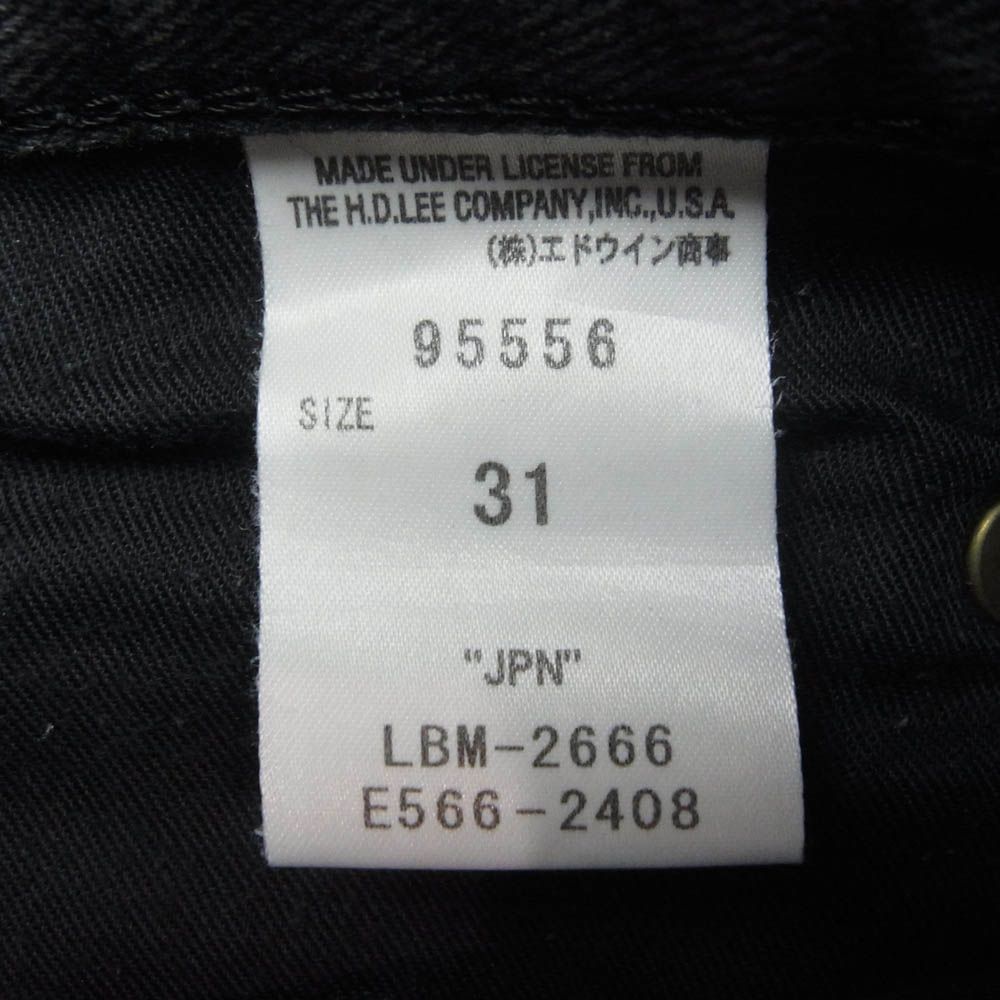 MADE UNDER LICENSE FROM
THE H.D.LEE COMPANY,INC.,U.S.A.
(株)エドウイン商事
95556
SIZE
31
"JPN"
LBM-2666
E566-2408